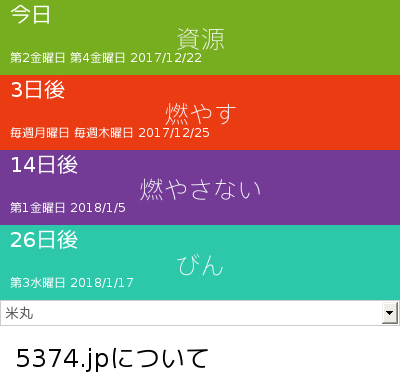 今日
資源
第2金曜日 第4金曜日 2017/12/22
3日後
燃やす
毎週月曜日 毎週木曜日 2017/12/25
14日後
燃やさない
第1金曜日 2018/1/5
26日後
びん
第3水曜日 2018/1/17
米丸
5374.jpについて